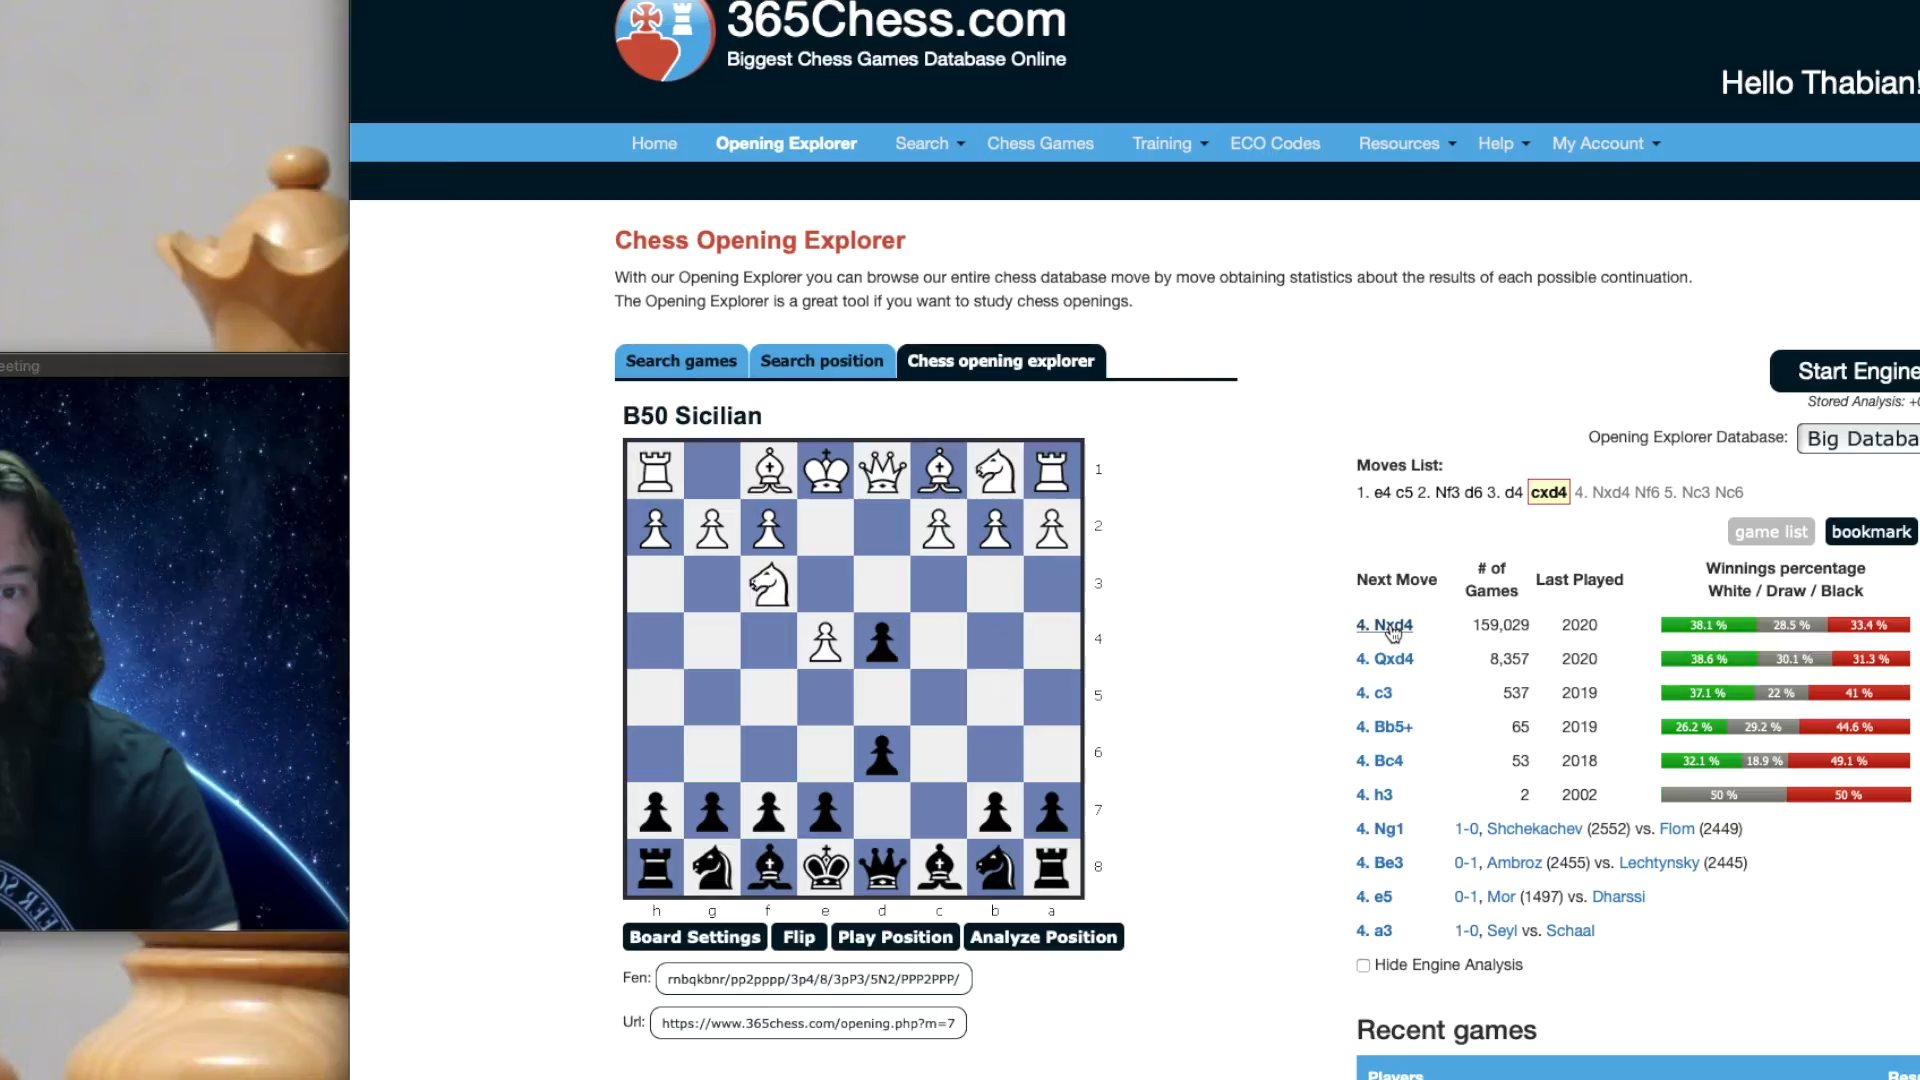 365Chess.com
Biggest Chess Games Database Online
Hello Thabian!
Home Opening Explorer Search Chess Games Training ECO Codes Resources Help My Account
Chess Opening Explorer
With our Opening Explorer you can browse our entire chess database move by move obtaining statistics about the results of each possible continuation.
The Opening Explorer is a great tool if you want to study chess openings.
eeting
Search games Search position Chess opening explorer
Start Engine
Stored Analysis: +0
B50 Sicilian
Opening Explorer Database: Big Databa
Moves List:
1. e4 c5 2. Nf3 d6 3. d4 cxd4 4. Nxd4 Nf6 5. Nc3 Nc6
game list bookmark
Next Move # of Games Last Played Winnings percentage White / Draw / Black
4. Nxd4 159,029 2020 38.1 % 28.5 % 33.4 %
4. Qxd4 8,357 2020 38.6 % 30.1 % 31.3 %
4. c3 537 2019 37.1 % 22 % 41 %
4. Bb5+ 65 2019 26.2 % 29.2 % 44.6 %
4. Bc4 53 2018 32.1 % 18.9 % 49.1 %
4. h3 2 2002 50 % 50 %
4. Ng1 1-0, Shchekachev (2552) vs. Flom (2449)
4. Be3 0-1, Ambroz (2455) vs. Lechtynsky (2445)
4. e5 0-1, Mor (1497) vs. Dharssi
4. a3 1-0, Seyl vs. Schaal
Hide Engine Analysis
1
2
3
4
5
6
7
8
h g f e d c b a
Board Settings Flip Play Position Analyze Position
Fen: rnbqkbnr/pp2pppp/3p4/8/3pP3/5N2/PPP2PPP/
Url: https://www.365chess.com/opening.php?m=7
Recent games
Players